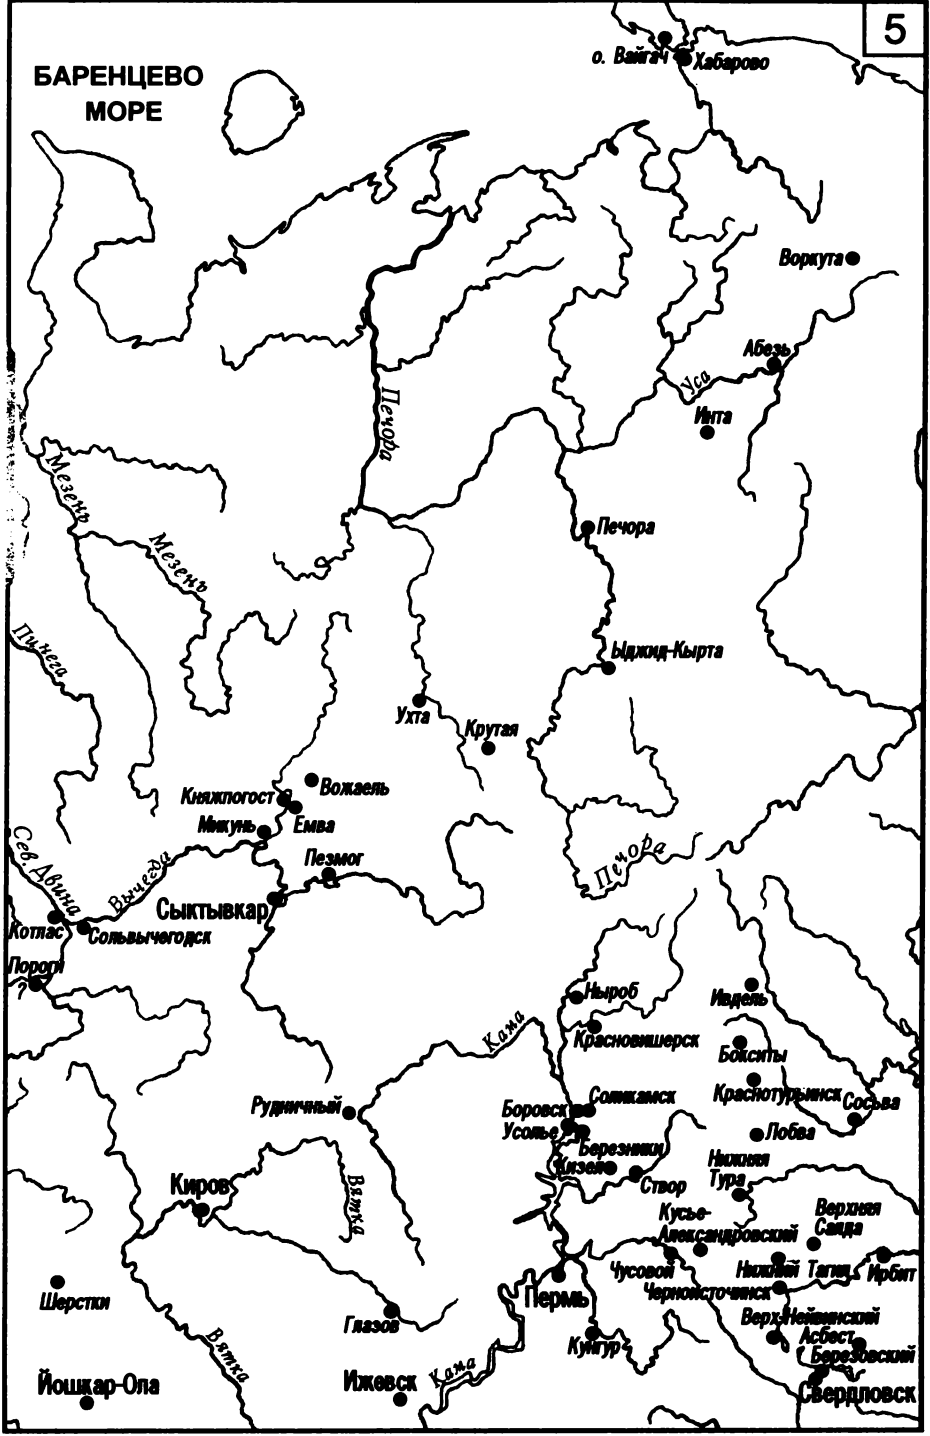 5
БАРЕНЦЕВО
МОРЕ
о. Вайгач
Хабарово
Воркута
Абезь
Уса
Инта
Печора
Мезень
Печора
Мезень
Пинега
Ыджид-Кырта
Ухта
Крутая
Вожаель
Княжпогост
Емва
Микунь
Сев. Двина
Вычегда
Пезмог
Печора
Сыктывкар
Котлас
Сольвычегодск
Пороги
?
Ныроб
Ивдель
Кама
Красновишерск
Бокситы
Краснотурьинск
Соликамск
Боровск
Рудничный
Сосьва
Усолье
Лобва
Березники
Кизел
Нижняя
Тура
Створ
Киров
Вятка
Верхняя
Салда
Кусье-
Александровский
Чусовой
Нижний Тагил
Ирбит
Черноисточинск
Шерстки
Пермь
Верх-Нейвинский
Глазов
Асбест
Кунгур
Березовский
Вятка
Кама
Йошкар-Ола
Ижевск
Свердловск